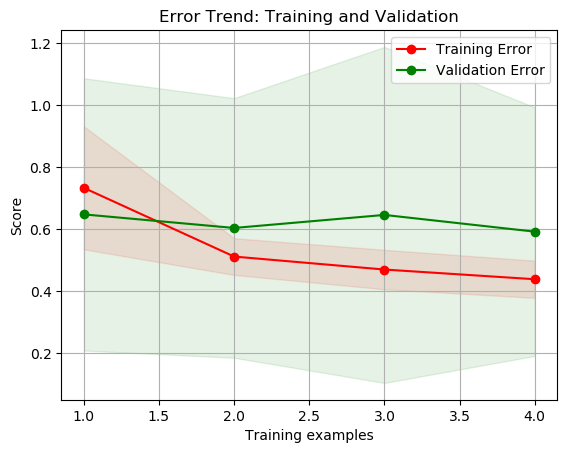 Error Trend: Training and Validation
Training Error
Validation Error
Score
1.2
1.0
0.8
0.6
0.4
0.2
1.0 1.5 2.0 2.5 3.0 3.5 4.0
Training examples